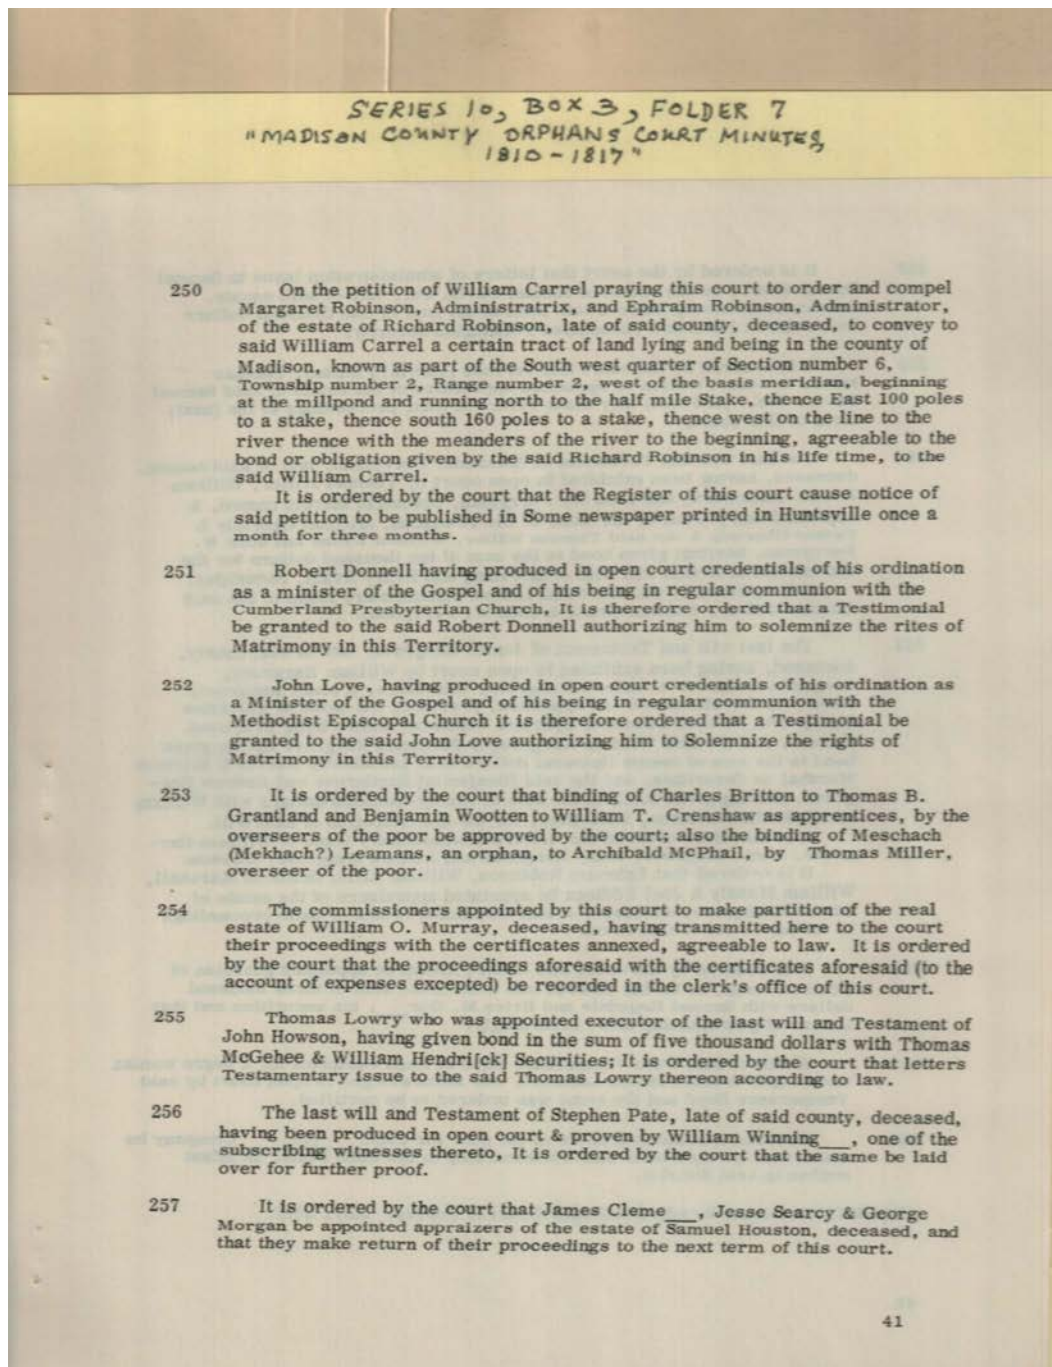 SERIES 10, BOX 3, FOLDER 7
"MADISON COUNTY ORPHANS COURT MINUTES,
1810-1817"
250 On the petition of William Carrel praying this court to order and compel
Margaret Robinson, Administratrix, and Ephraim Robinson, Administrator,
of the estate of Richard Robinson, late of said county, deceased, to convey to
said William Carrel a certain tract of land lying and being in the county of
Madison, known as part of the South west quarter of Section number 6,
Township number 2, Range number 2, west of the basis meridian, beginning
at the millpond and running north to the half mile Stake, thence East 100 poles
to a stake, thence south 160 poles to a stake, thence west on the line to the
river thence with the meanders of the river to the beginning, agreeable to the
bond or obligation given by the said Richard Robinson in his life time, to the
said William Carrel.
It is ordered by the court that the Register of this court cause notice of
said petition to be published in Some newspaper printed in Huntsville once a
month for three months.
251 Robert Donnell having produced in open court credentials of his ordination
as a minister of the Gospel and of his being in regular communion with the
Cumberland Presbyterian Church, It is therefore ordered that a Testimonial
be granted to the said Robert Donnell authorizing him to solemnize the rites of
Matrimony in this Territory.
252 John Love, having produced in open court credentials of his ordination as
a Minister of the Gospel and of his being in regular communion with the
Methodist Episcopal Church it is therefore ordered that a Testimonial be
granted to the said John Love authorizing him to Solemnize the rights of
Matrimony in this Territory.
253 It is ordered by the court that binding of Charles Britton to Thomas B.
Grantland and Benjamin Wootten to William T. Crenshaw as apprentices, by the
overseers of the poor be approved by the court; also the binding of Meschach
(Mekhach?) Leamans, an orphan, to Archibald McPhail, by Thomas Miller,
overseer of the poor.
254 The commissioners appointed by this court to make partition of the real
estate of William O. Murray, deceased, having transmitted here to the court
their proceedings with the certificates annexed, agreeable to law. It is ordered
by the court that the proceedings aforesaid with the certificates aforesaid (to the
account of expenses excepted) be recorded in the clerk's office of this court.
255 Thomas Lowry who was appointed executor of the last will and Testament of
John Howson, having given bond in the sum of five thousand dollars with Thomas
McGehee & William Hendri[ck] Securities; It is ordered by the court that letters
Testamentary issue to the said Thomas Lowry thereon according to law.
256 The last will and Testament of Stephen Pate, late of said county, deceased,
having been produced in open court & proven by William Winning___, one of the
subscribing witnesses thereto, It is ordered by the court that the same be laid
over for further proof.
257 It is ordered by the court that James Cleme___, Jesse Searcy & George
Morgan be appointed appraizers of the estate of Samuel Houston, deceased, and
that they make return of their proceedings to the next term of this court.
41